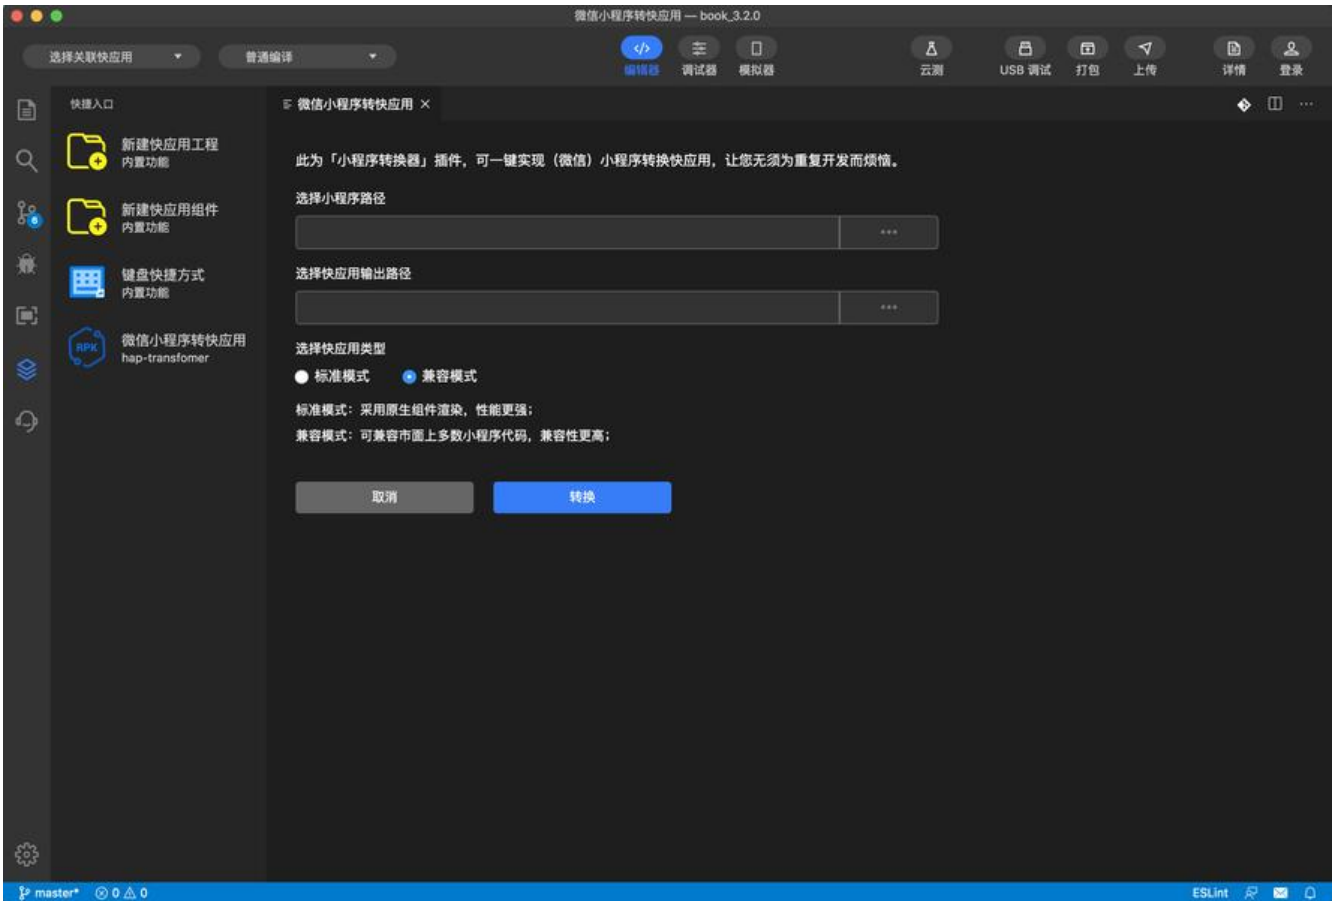 微信小程序转快应用 — book_3.2.0
选择关联快应用
普通编译
编辑器
调试器
模拟器
云测
USB 调试
打包
上传
详情
登录
快捷入口
新建快应用工程
内置功能
新建快应用组件
内置功能
键盘快捷方式
内置功能
RPK
微信小程序转快应用
hap-transfomer
6
微信小程序转快应用 ×
此为「小程序转换器」插件，可一键实现（微信）小程序转换快应用，让您无须为重复开发而烦恼。
选择小程序路径
选择快应用输出路径
选择快应用类型
标准模式 兼容模式
标准模式：采用原生组件渲染，性能更强；
兼容模式：可兼容市面上多数小程序代码，兼容性更高；
取消
转换
master* 0 0
ESLint